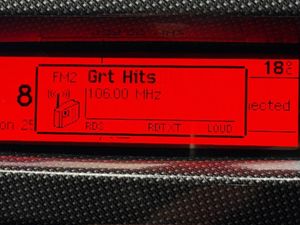 FM2 Grt Hits
18°C
8
106.00 MHz
ected
on 25
RDS RDTXT LOUD